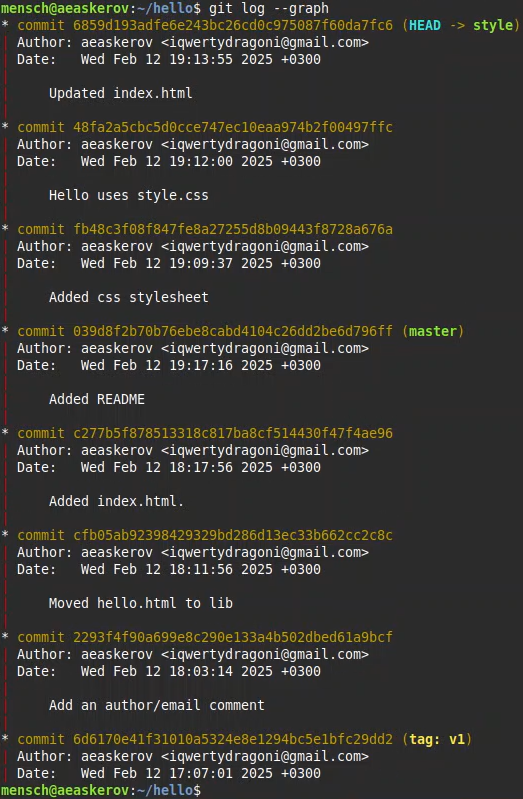 mensch@aeaskerov:~/hello$ git log --graph
* commit 6859d193adfe6e243bc26cd0c975087f60da7fc6 (HEAD -> style)
| Author: aeaskerov <iqwertydragoni@gmail.com>
| Date:   Wed Feb 12 19:13:55 2025 +0300
|
|     Updated index.html
|
* commit 48fa2a5cbc5d0cce747ec10eaa974b2f00497ffc
| Author: aeaskerov <iqwertydragoni@gmail.com>
| Date:   Wed Feb 12 19:12:00 2025 +0300
|
|     Hello uses style.css
|
* commit fb48c3f08f847fe8a27255d8b09443f8728a676a
| Author: aeaskerov <iqwertydragoni@gmail.com>
| Date:   Wed Feb 12 19:09:37 2025 +0300
|
|     Added css stylesheet
|
* commit 039d8f2b70b76ebe8cabd4104c26dd2be6d796ff (master)
| Author: aeaskerov <iqwertydragoni@gmail.com>
| Date:   Wed Feb 12 19:17:16 2025 +0300
|
|     Added README
|
* commit c277b5f878513318c817ba8cf514430f47f4ae96
| Author: aeaskerov <iqwertydragoni@gmail.com>
| Date:   Wed Feb 12 18:17:56 2025 +0300
|
|     Added index.html.
|
* commit cfb05ab92398429329bd286d13ec33b662cc2c8c
| Author: aeaskerov <iqwertydragoni@gmail.com>
| Date:   Wed Feb 12 18:11:56 2025 +0300
|
|     Moved hello.html to lib
|
* commit 2293f4f90a699e8c290e133a4b502dbed61a9bcf
| Author: aeaskerov <iqwertydragoni@gmail.com>
| Date:   Wed Feb 12 18:03:14 2025 +0300
|
|     Add an author/email comment
|
* commit 6d6170e41f31010a5324e8e1294bc5e1bfc29dd2 (tag: v1)
| Author: aeaskerov <iqwertydragoni@gmail.com>
| Date:   Wed Feb 12 17:07:01 2025 +0300
mensch@aeaskerov:~/hello$